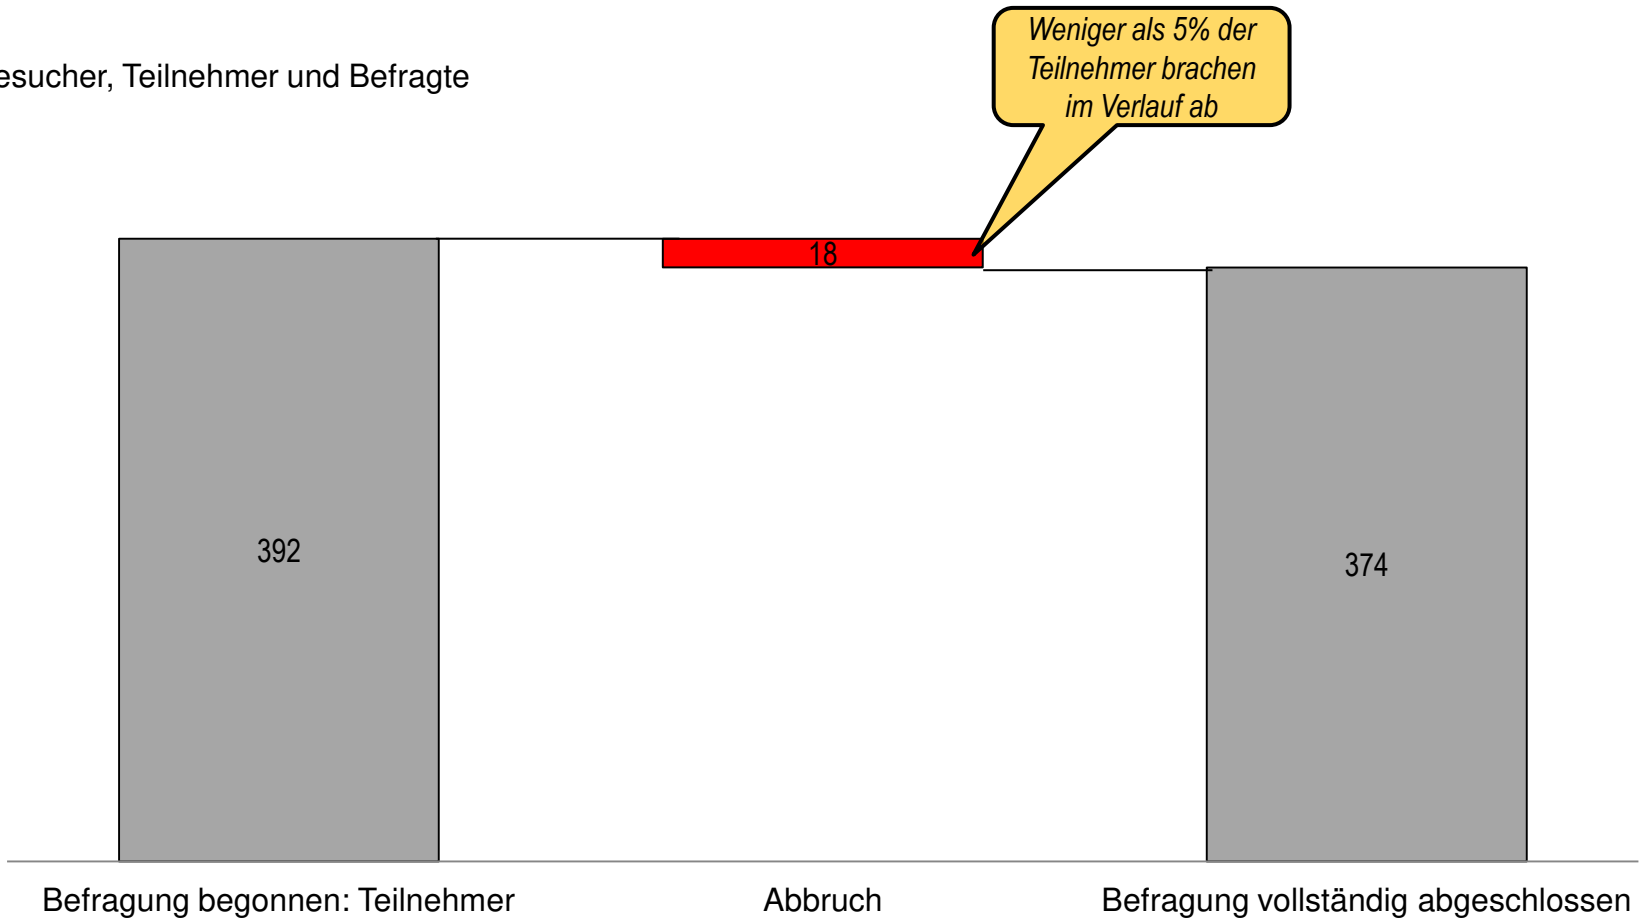 Weniger als 5% der
Teilnehmer brachen
im Verlauf ab
esucher, Teilnehmer und Befragte
18
392
374
Befragung begonnen: Teilnehmer
Abbruch
Befragung vollständig abgeschlossen